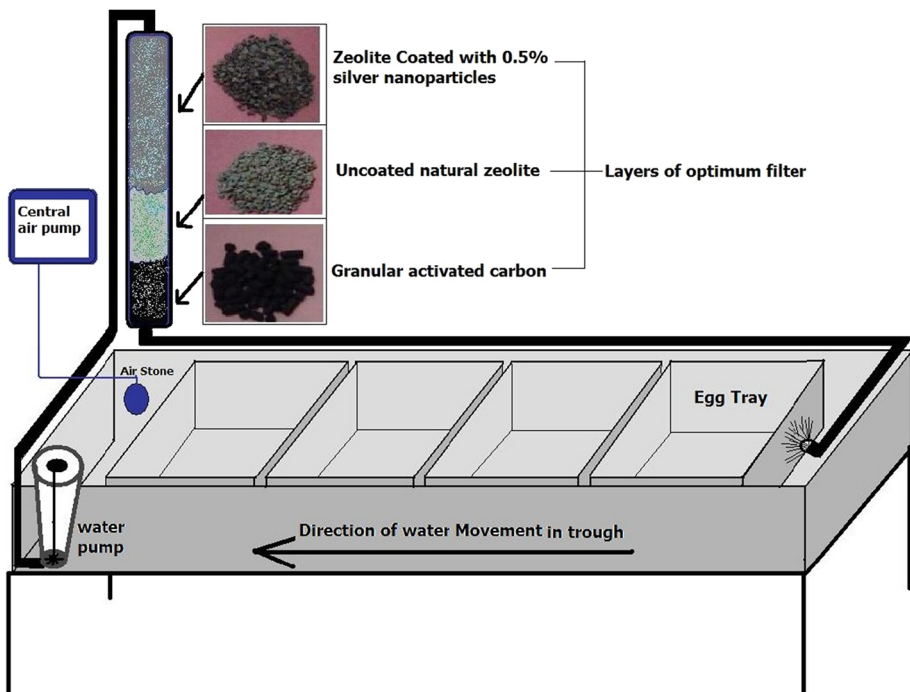 Zeolite Coated with 0.5%
silver nanoparticles
Uncoated natural zeolite
Layers of optimum filter
Granular activated carbon
Central
air pump
Air Stone
Egg Tray
water
pump
Direction of water Movement in trough